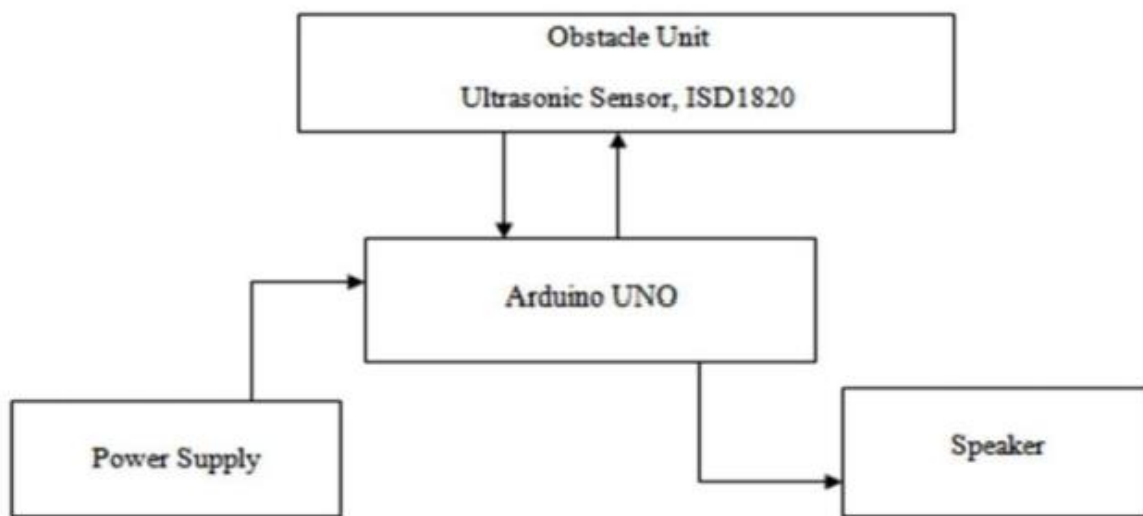 Obstacle Unit
Ultrasonic Sensor, ISD1820
Arduino UNO
Power Supply
Speaker